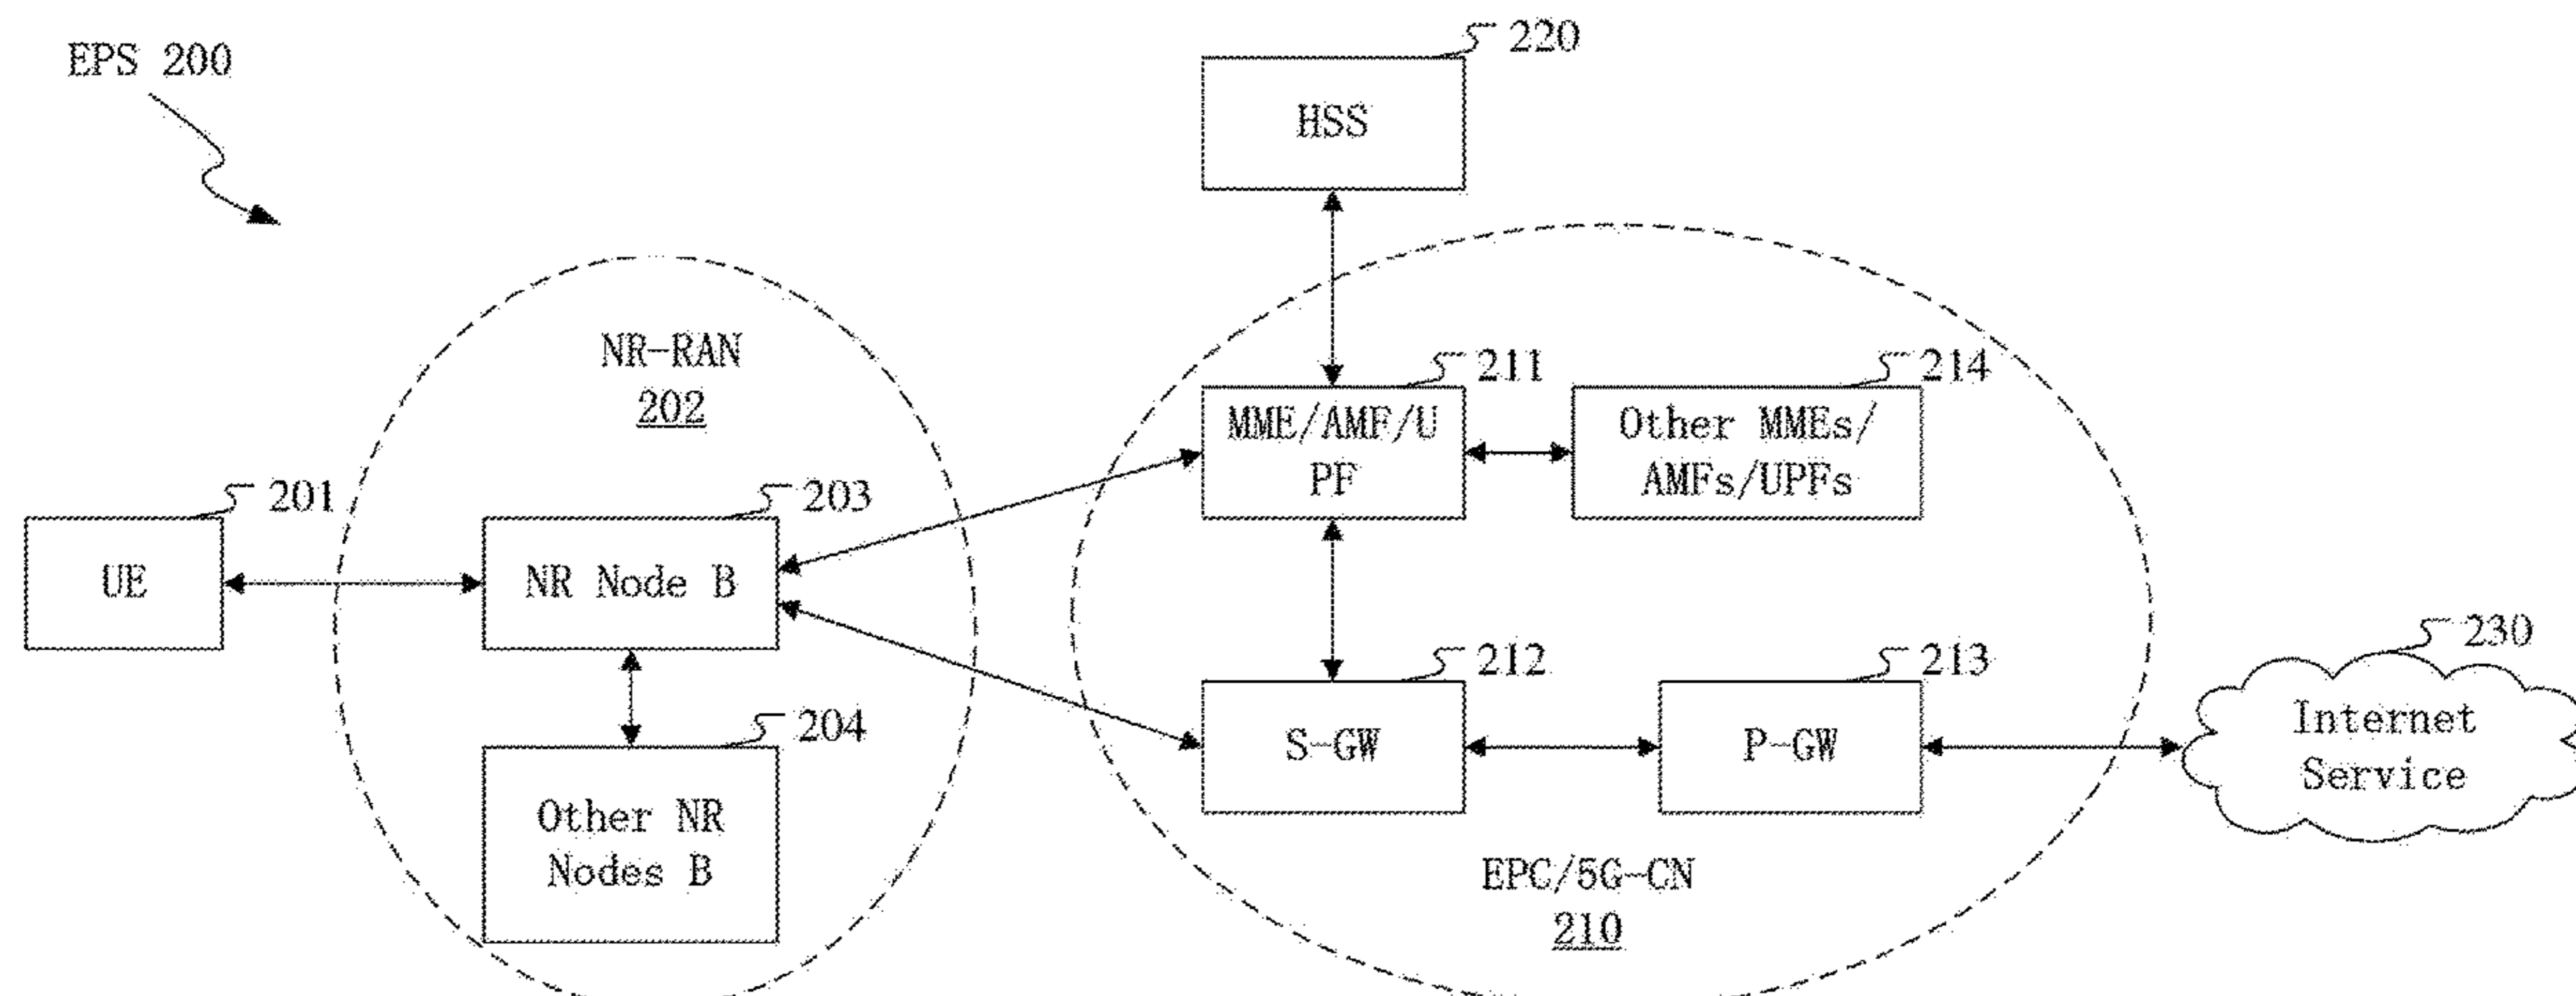 EPS 200
220
HSS
NR-RAN
202
211
214
MME/AMF/U
PF
Other MMEs/
AMFs/UPFs
201
203
UE
NR Node B
204
Other NR
Nodes B
212
213
S-GW
P-GW
230
Internet
Service
EPC/5G-CN
210